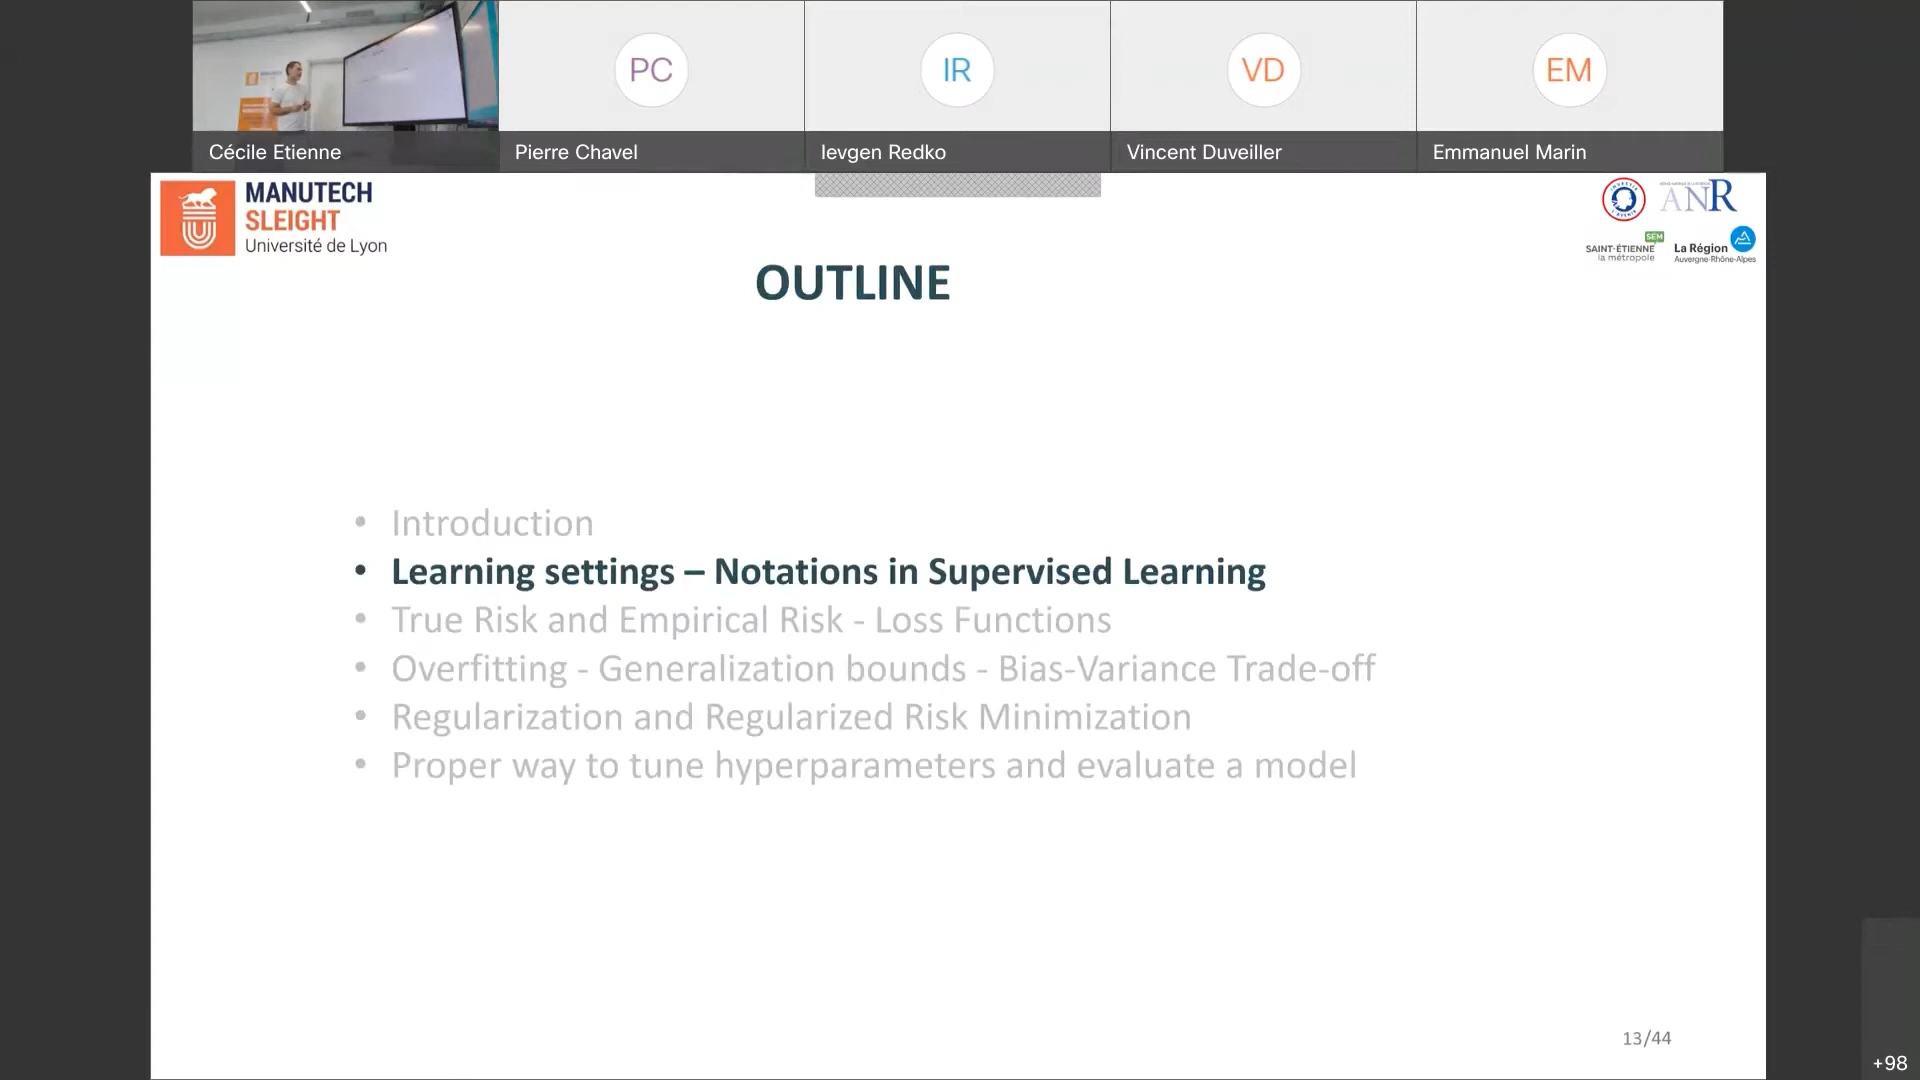 PC
IR
VD
EM
Cécile Etienne
Pierre Chavel
Ievgen Redko
Vincent Duveiller
Emmanuel Marin
MANUTECH
SLEIGHT
Université de Lyon
ANR
SEM
SAINT-ÉTIENNE
la métropole
La Région
Auvergne-Rhône-Alpes
OUTLINE
• Introduction
• Learning settings – Notations in Supervised Learning
• True Risk and Empirical Risk - Loss Functions
• Overfitting - Generalization bounds - Bias-Variance Trade-off
• Regularization and Regularized Risk Minimization
• Proper way to tune hyperparameters and evaluate a model
13/44
+98